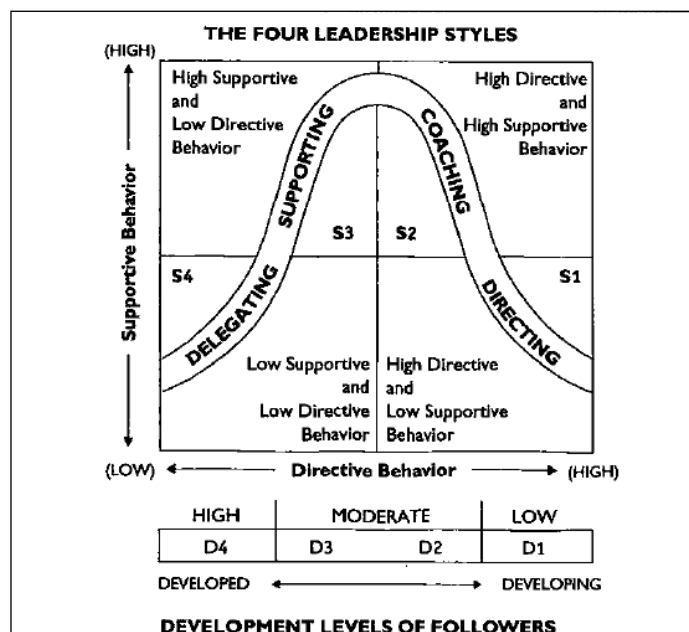 THE FOUR LEADERSHIP STYLES
(HIGH)
High Supportive
and
Low Directive
Behavior
High Directive
and
High Supportive
Behavior
SUPPORTING
COACHING
Supportive Behavior
S3
S2
S4
S1
DELEGATING
DIRECTING
Low Supportive
and
Low Directive
Behavior
High Directive
and
Low Supportive
Behavior
(LOW)
Directive Behavior
(HIGH)
HIGH
MODERATE
LOW
D4
D3
D2
D1
DEVELOPED
DEVELOPING
DEVELOPMENT LEVELS OF FOLLOWERS